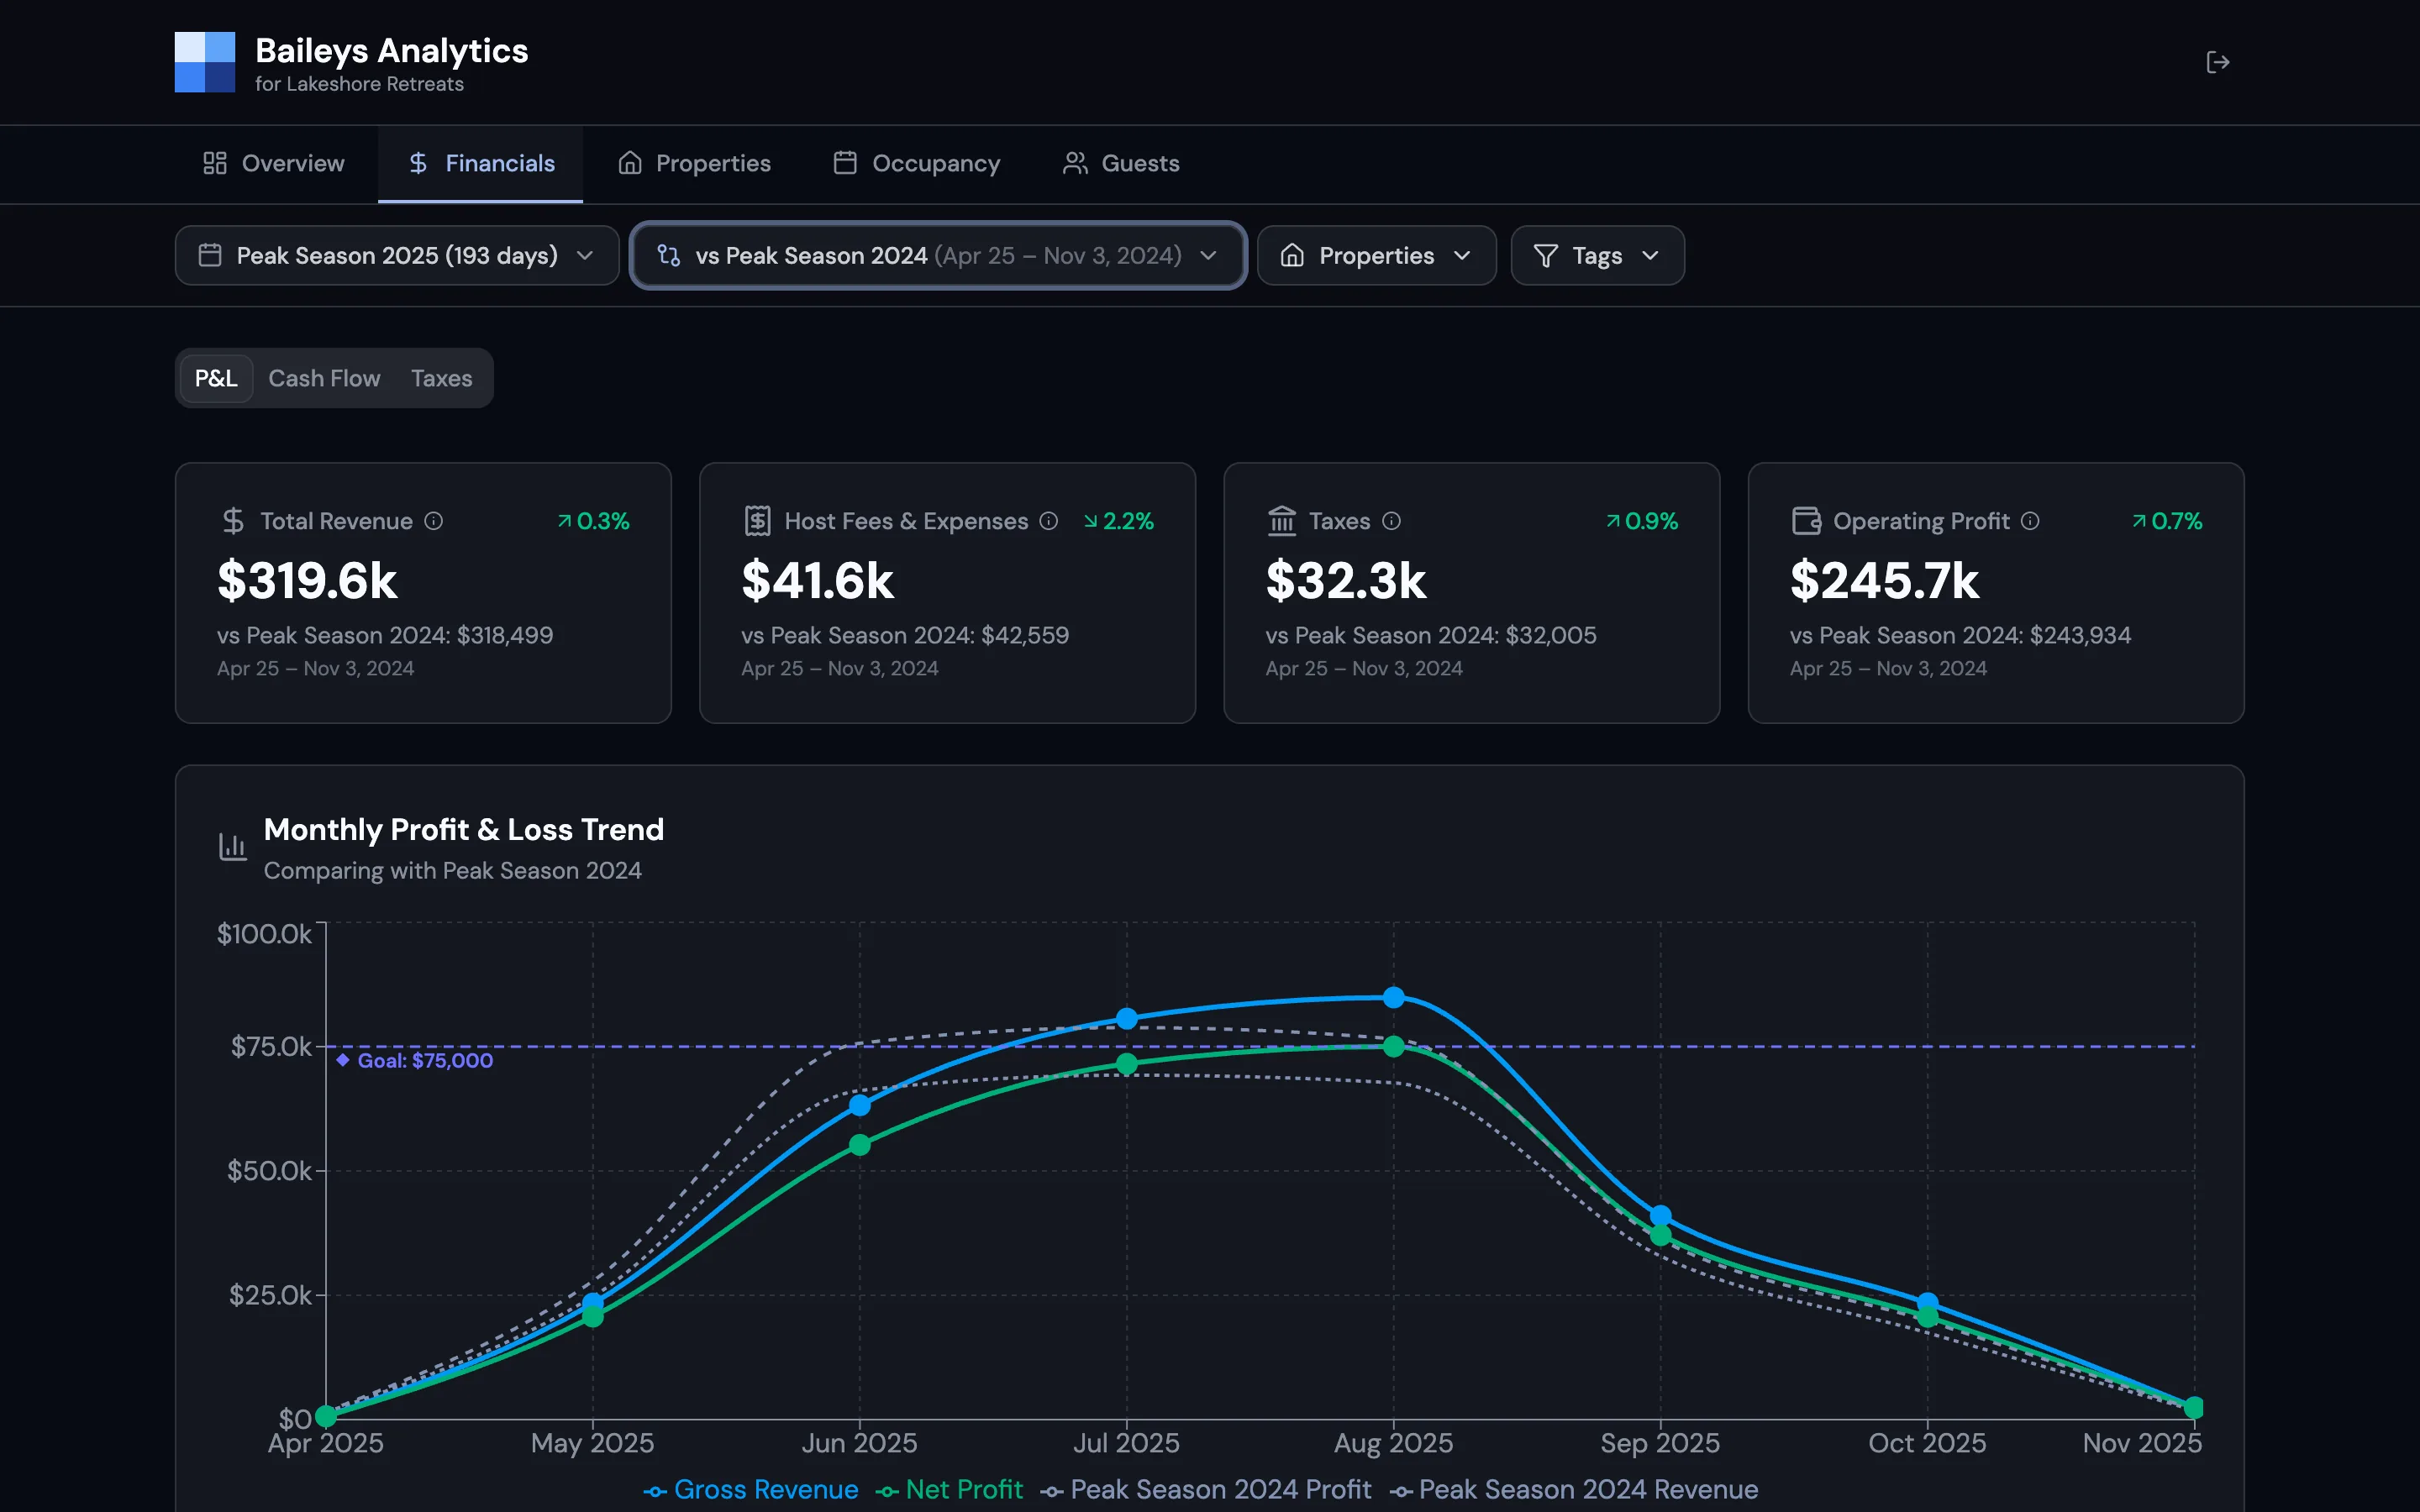 Baileys Analytics
for Lakeshore Retreats
Overview
Financials
Properties
Occupancy
Guests
Peak Season 2025 (193 days)
vs Peak Season 2024 (Apr 25 – Nov 3, 2024)
Properties
Tags
P&L
Cash Flow
Taxes
Total Revenue
0.3%
$319.6k
vs Peak Season 2024: $318,499
Apr 25 – Nov 3, 2024
Host Fees & Expenses
2.2%
$41.6k
vs Peak Season 2024: $42,559
Apr 25 – Nov 3, 2024
Taxes
0.9%
$32.3k
vs Peak Season 2024: $32,005
Apr 25 – Nov 3, 2024
Operating Profit
0.7%
$245.7k
vs Peak Season 2024: $243,934
Apr 25 – Nov 3, 2024
Monthly Profit & Loss Trend
Comparing with Peak Season 2024
$100.0k
$75.0k
Goal: $75,000
$50.0k
$25.0k
$0
Apr 2025
May 2025
Jun 2025
Jul 2025
Aug 2025
Sep 2025
Oct 2025
Nov 2025
Gross Revenue
Net Profit
Peak Season 2024 Profit
Peak Season 2024 Revenue